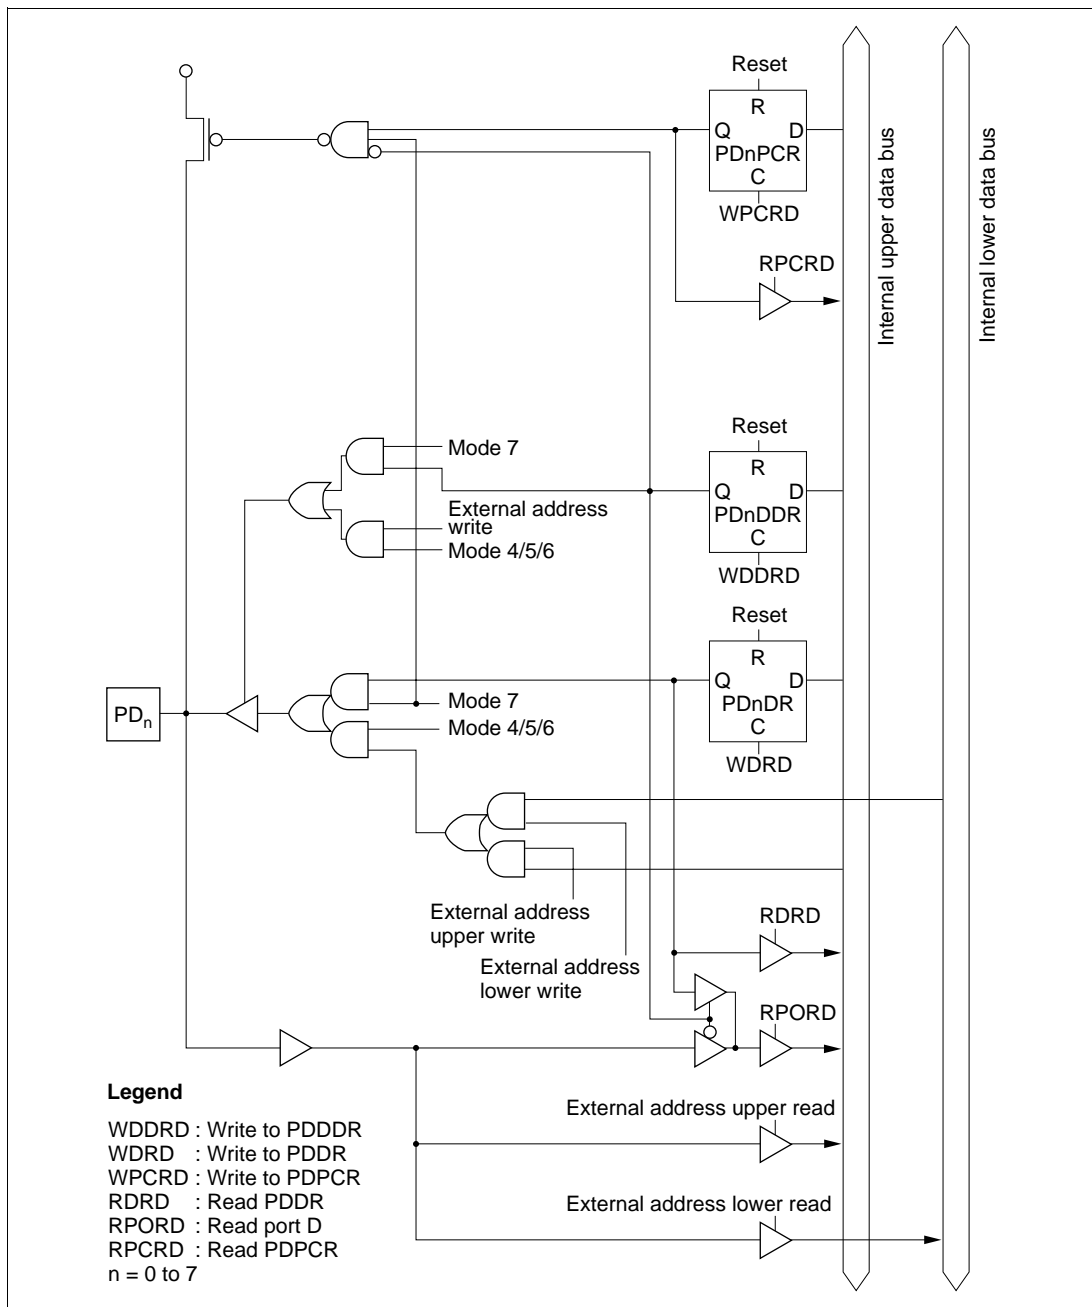 Reset
R
Q D
PDnPCR
C
WPCRD
RPCRD
Internal upper data bus
Internal lower data bus
Reset
R
Q D
PDnDDR
C
WDDRD
Mode 7
External address
write
Mode 4/5/6
Reset
R
Q D
PDnDR
C
WDRD
PDn
Mode 7
Mode 4/5/6
External address
upper write
External address
lower write
RDRD
RPORD
External address upper read
External address lower read
Legend
WDDRD : Write to PDDDR
WDRD : Write to PDDR
WPCRD : Write to PDPCR
RDRD : Read PDDR
RPORD : Read port D
RPCRD : Read PDPCR
n = 0 to 7